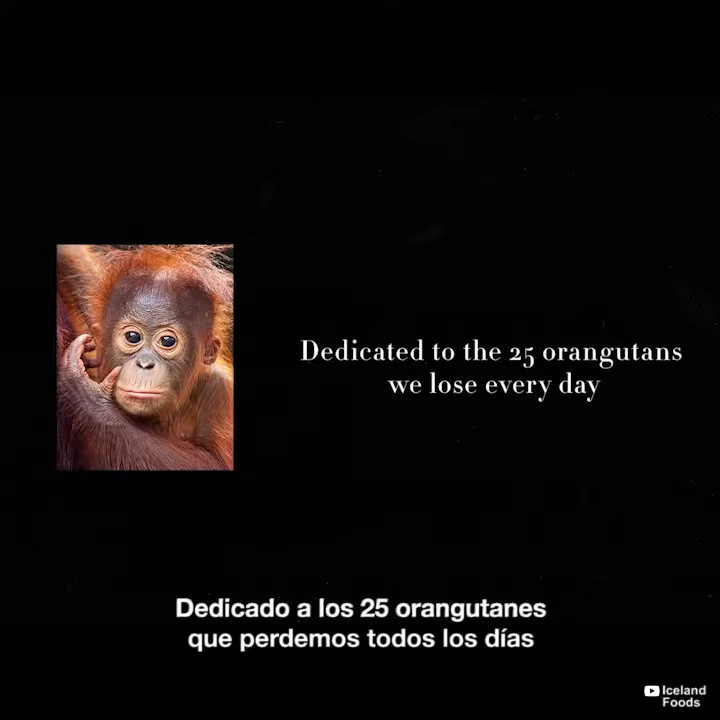 Dedicated to the 25 orangutans
we lose every day
Dedicado a los 25 orangutanes
que perdemos todos los días
Iceland
Foods